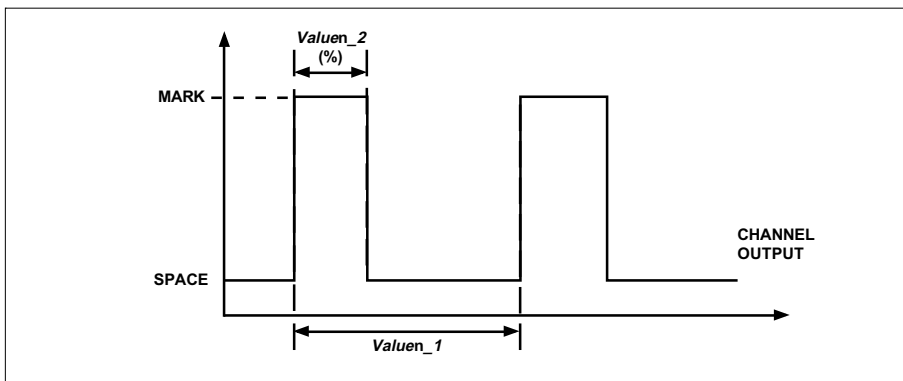 Valuen_2
(%)
MARK
CHANNEL
OUTPUT
SPACE
Valuen_1